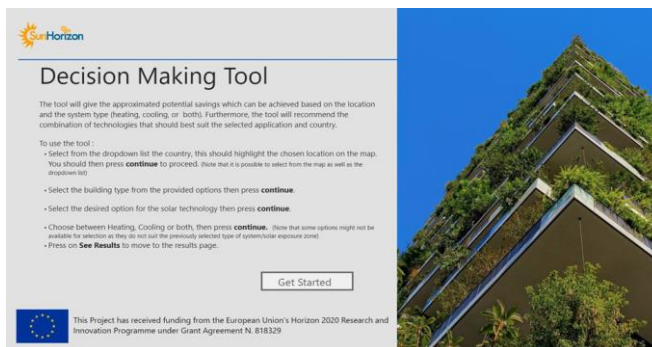 SunHorizon
Decision Making Tool
The tool will give the approximated potential savings which can be achieved based on the location
and the system type (heating, cooling, or both). Furthermore, the tool will recommend the
combination of technologies that should best suit the selected application and country.
To use the tool :
• Select from the dropdown list the country, this should highlight the chosen location on the map.
You should then press continue to proceed. (Note that it is possible to select from the map as well as the
dropdown list)
• Select the building type from the provided options then press continue.
• Select the desired option for the solar technology then press continue.
• Choose between Heating, Cooling or both, then press continue. (Note that some options might not be
available for selection as they do not suit the previously selected type of system/solar exposure zone)
• Press on See Results to move to the results page.
Get Started
This Project has received funding from the European Union's Horizon 2020 Research and
Innovation Programme under Grant Agreement N. 818329